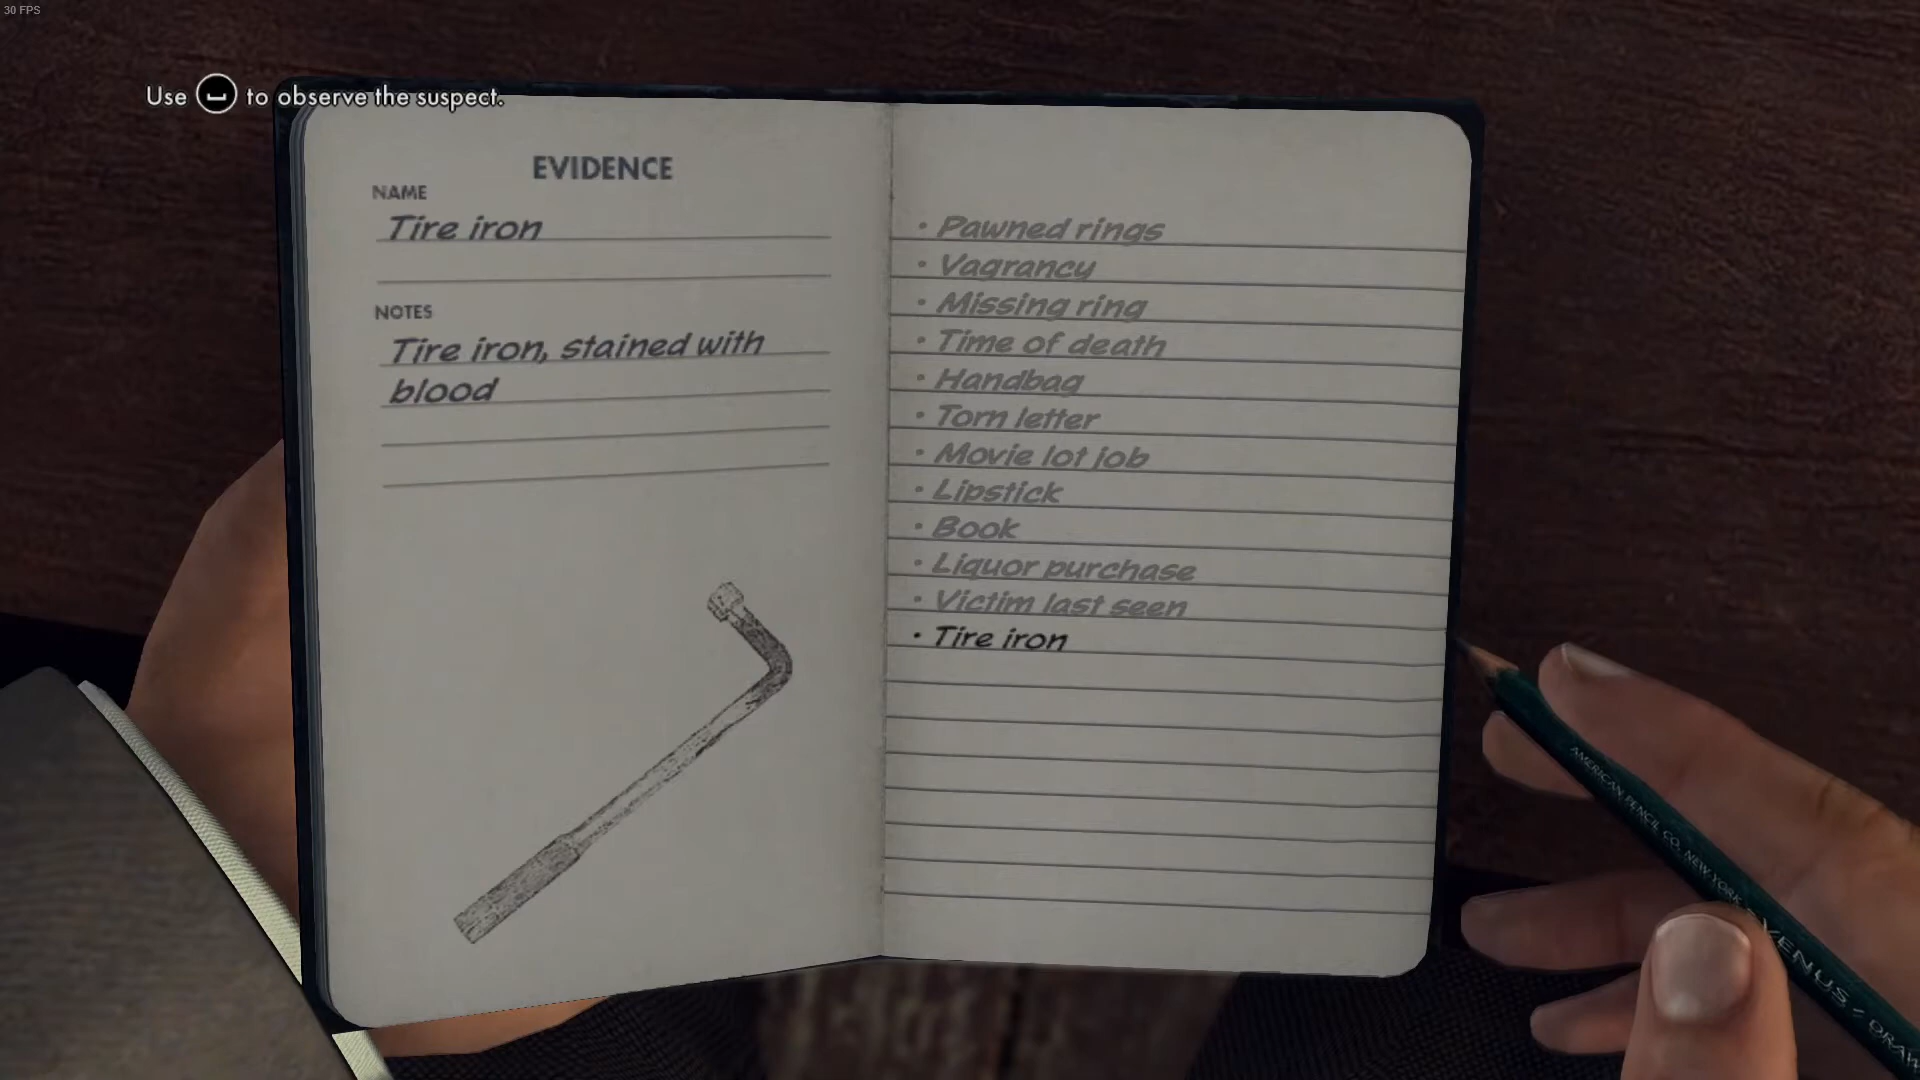 30 FPS
Use to observe the suspect.
EVIDENCE
NAME
Tire iron
NOTES
Tire iron, stained with
blood
• Pawned rings
• Vagrancy
• Missing ring
• Time of death
• Handbag
• Torn letter
• Movie lot job
• Lipstick
• Book
• Liquor purchase
• Victim last seen
• Tire iron
AMERICAN PENCIL CO. NEW YORK VENUS / DRAW